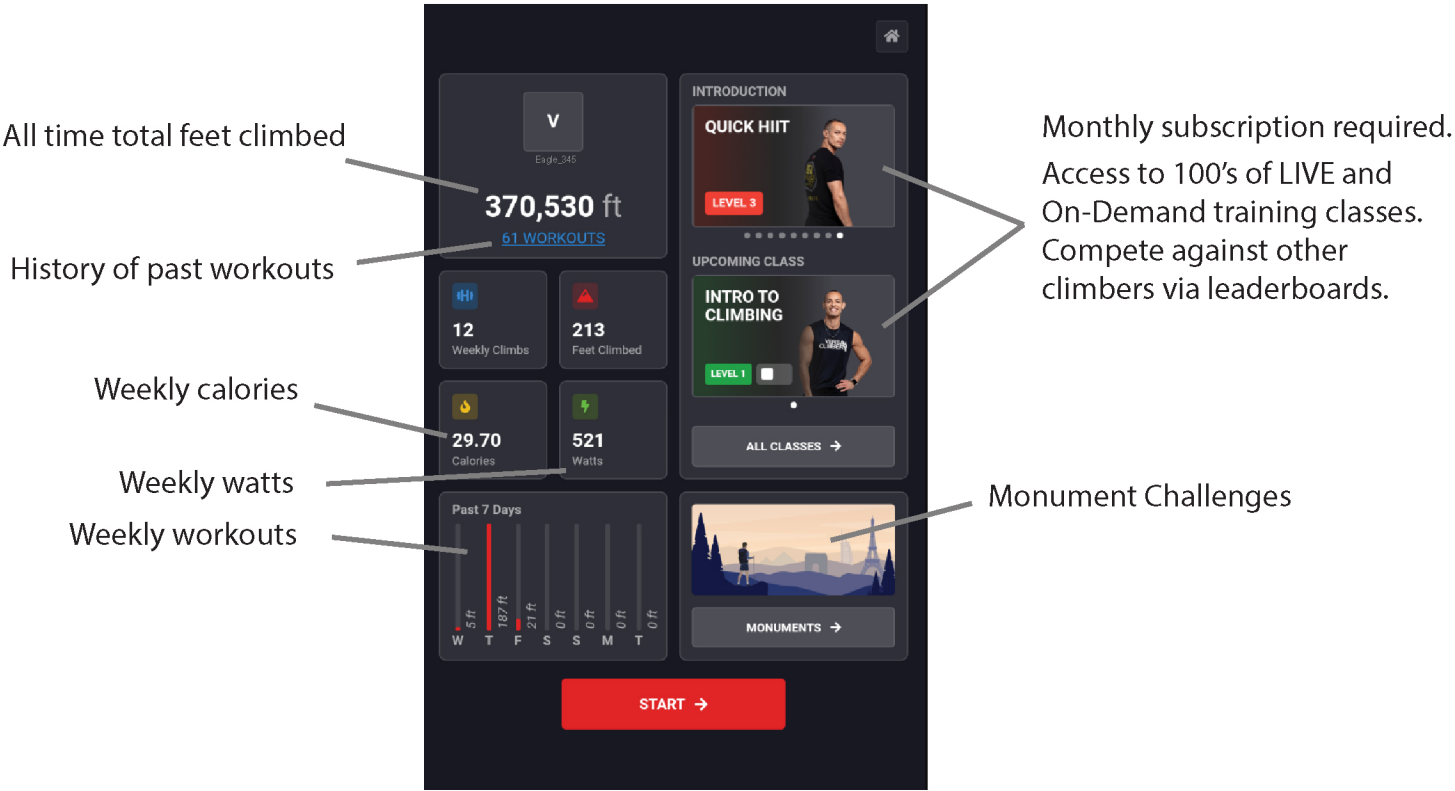 All time total feet climbed
History of past workouts
Weekly calories
Weekly watts
Weekly workouts
V
Eagle_345
370,530 ft
61 WORKOUTS
12
Weekly Climbs
213
Feet Climbed
29.70
Calories
521
Watts
Past 7 Days
5 ft
187 ft
21 ft
0 ft
0 ft
0 ft
0 ft
W T F S S M T
INTRODUCTION
QUICK HIIT
LEVEL 3
UPCOMING CLASS
INTRO TO
CLIMBING
LEVEL 1
ALL CLASSES →
MONUMENTS →
START →
Monthly subscription required.
Access to 100's of LIVE and
On-Demand training classes.
Compete against other
climbers via leaderboards.
Monument Challenges